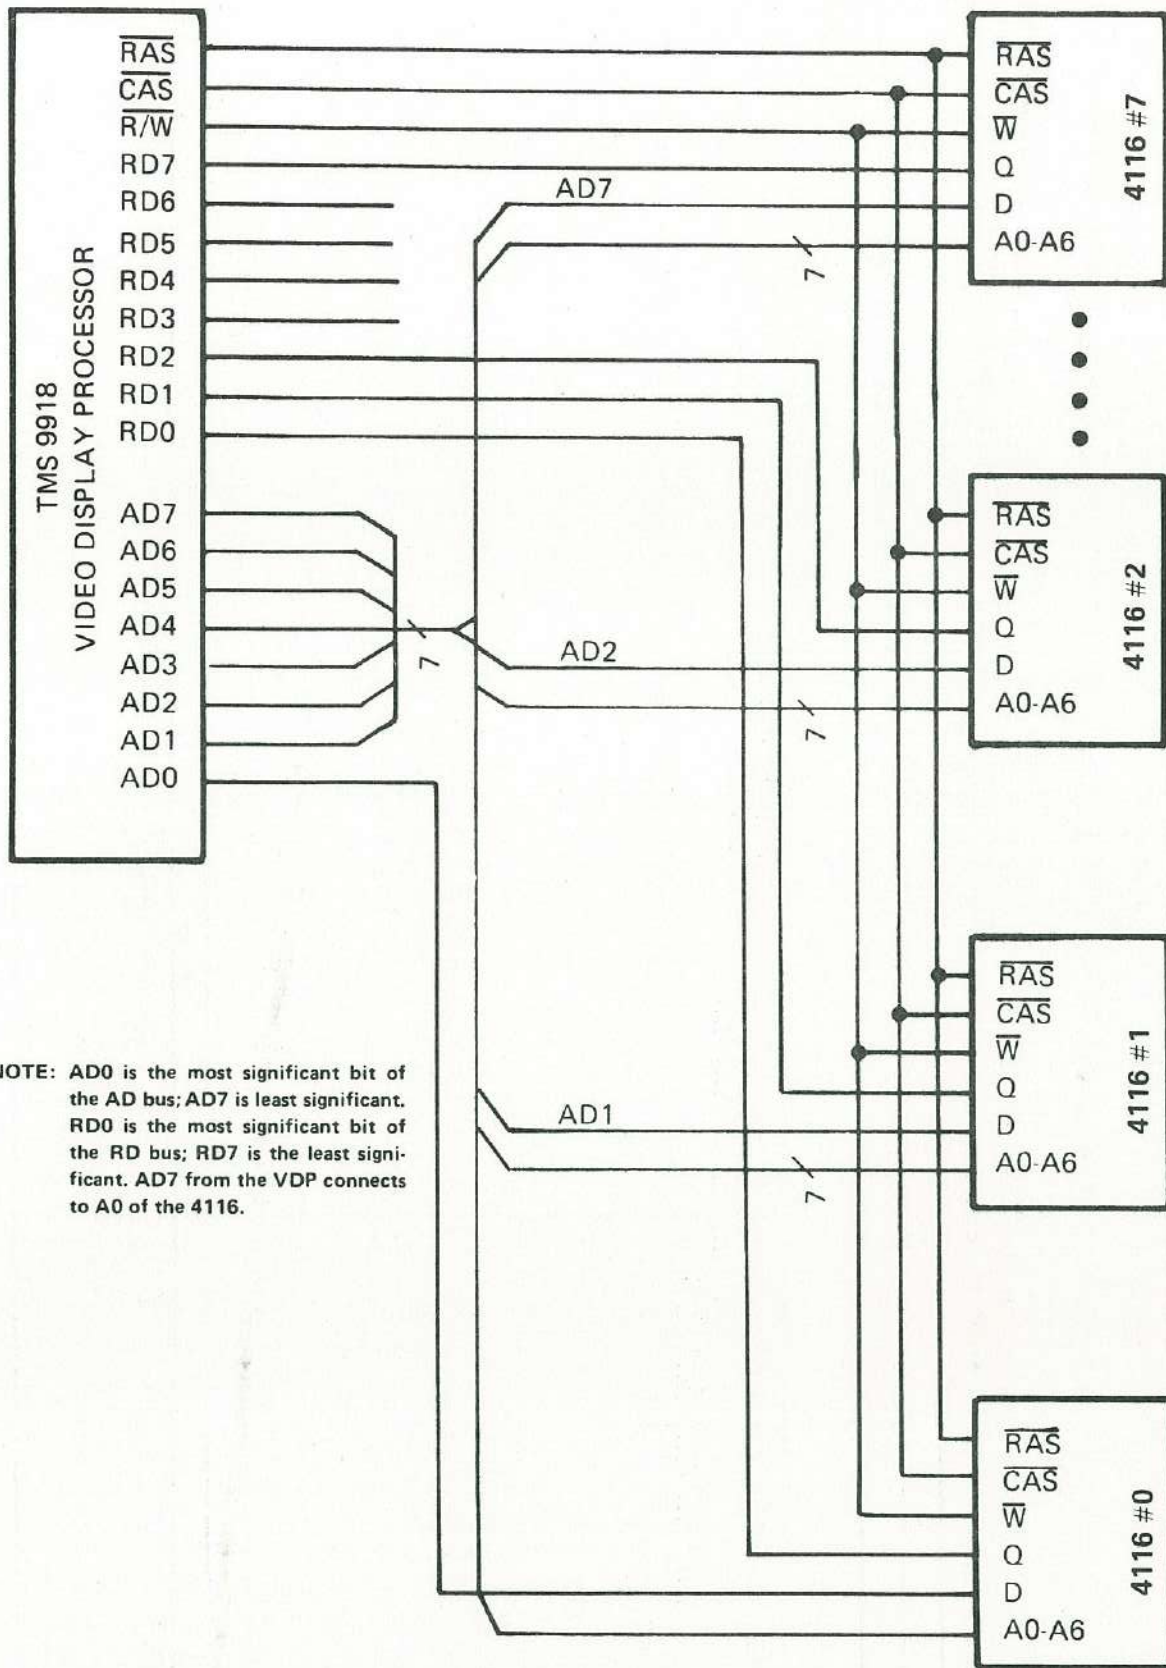 TMS 9918
VIDEO DISPLAY PROCESSOR
RAS
CAS
R/W
RD7
RD6
RD5
RD4
RD3
RD2
RD1
RD0
AD7
AD6
AD5
AD4
AD3
AD2
AD1
AD0
7
AD7
7
AD2
7
AD1
7
RAS
CAS
W
Q
D
A0-A6
4116 #7
RAS
CAS
W
Q
D
A0-A6
4116 #2
RAS
CAS
W
Q
D
A0-A6
4116 #1
RAS
CAS
W
Q
D
A0-A6
4116 #0
NOTE: AD0 is the most significant bit of
the AD bus; AD7 is least significant.
RD0 is the most significant bit of
the RD bus; RD7 is the least signi-
ficant. AD7 from the VDP connects
to A0 of the 4116.